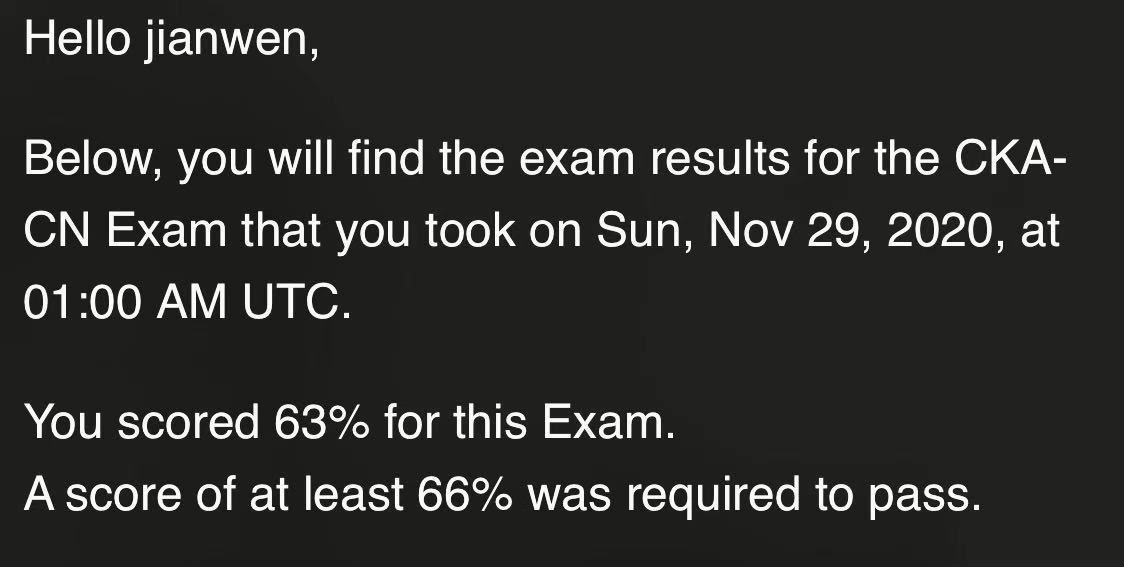 Hello jianwen,
Below, you will find the exam results for the CKA-
CN Exam that you took on Sun, Nov 29, 2020, at
01:00 AM UTC.
You scored 63% for this Exam.
A score of at least 66% was required to pass.